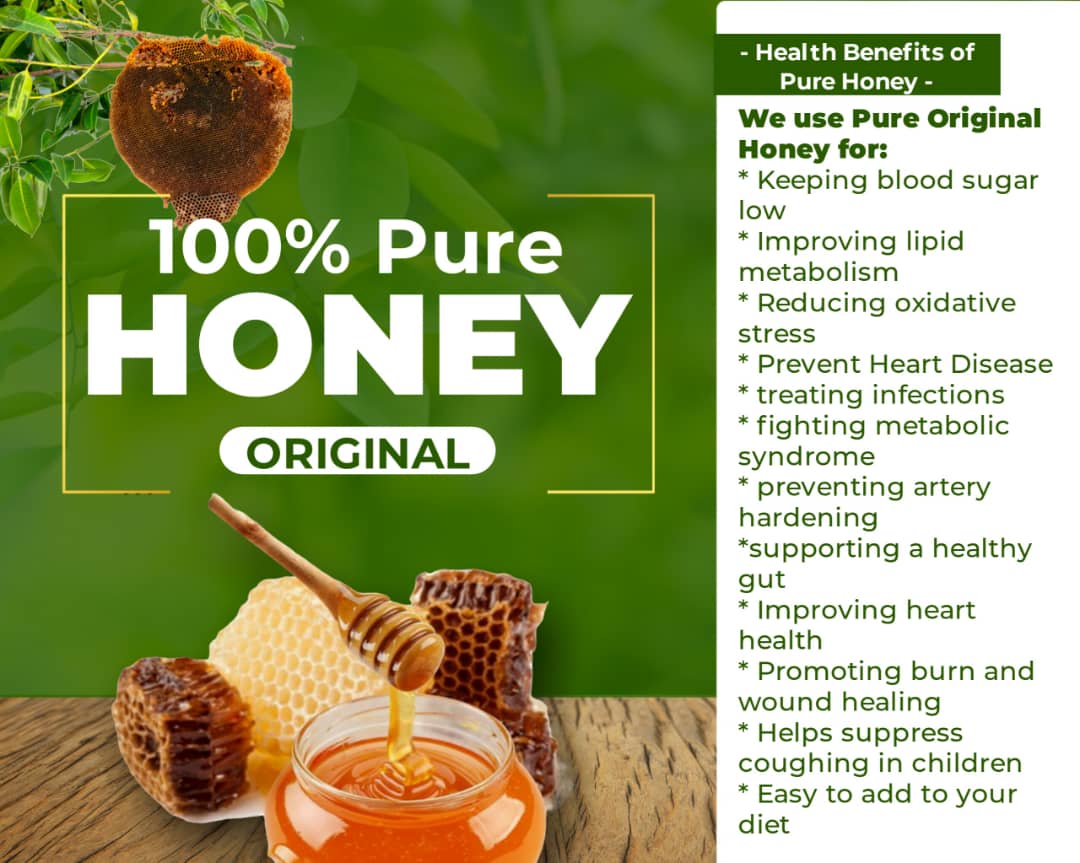 100% Pure
HONEY
ORIGINAL
- Health Benefits of
Pure Honey -
We use Pure Original
Honey for:
* Keeping blood sugar
low
* Improving lipid
metabolism
* Reducing oxidative
stress
* Prevent Heart Disease
* treating infections
* fighting metabolic
syndrome
* preventing artery
hardening
*supporting a healthy
gut
* Improving heart
health
* Promoting burn and
wound healing
* Helps suppress
coughing in children
* Easy to add to your
diet